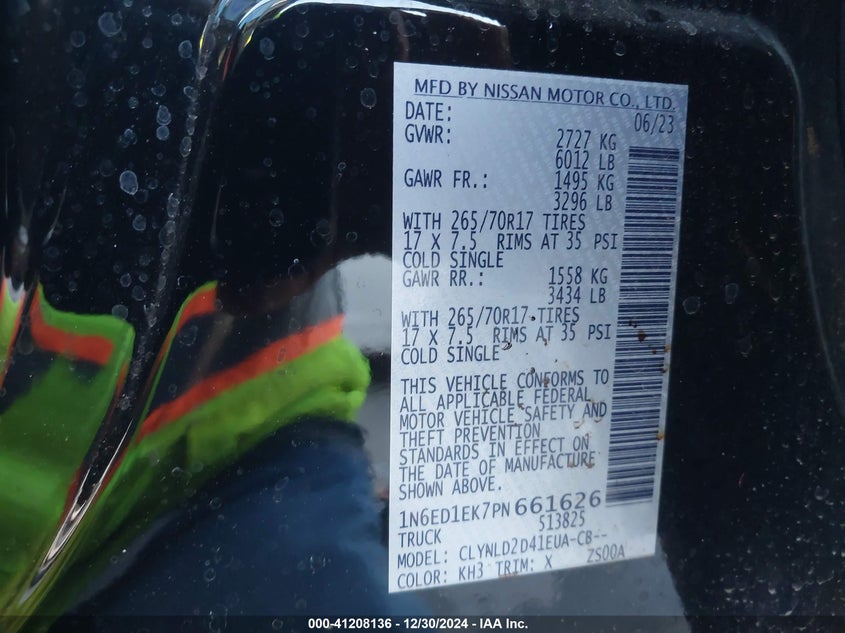 MFD BY NISSAN MOTOR CO., LTD.
DATE: 06/23
GVWR: 2727 KG
6012 LB
GAWR FR.: 1495 KG
3296 LB
WITH 265/70R17 TIRES
17 X 7.5 RIMS AT 35 PSI
COLD SINGLE
GAWR RR.: 1558 KG
3434 LB
WITH 265/70R17 TIRES
17 X 7.5 RIMS AT 35 PSI
COLD SINGLE
THIS VEHICLE CONFORMS TO
ALL APPLICABLE FEDERAL
MOTOR VEHICLE SAFETY AND
THEFT PREVENTION
STANDARDS IN EFFECT ON
THE DATE OF MANUFACTURE
SHOWN ABOVE.
1N6ED1EK7PN661626
TRUCK 513825
MODEL: CLYNLD2D41EUA-CB--
COLOR: KH3 TRIM: X ZS00A
000-41208136 - 12/30/2024 - IAA Inc.